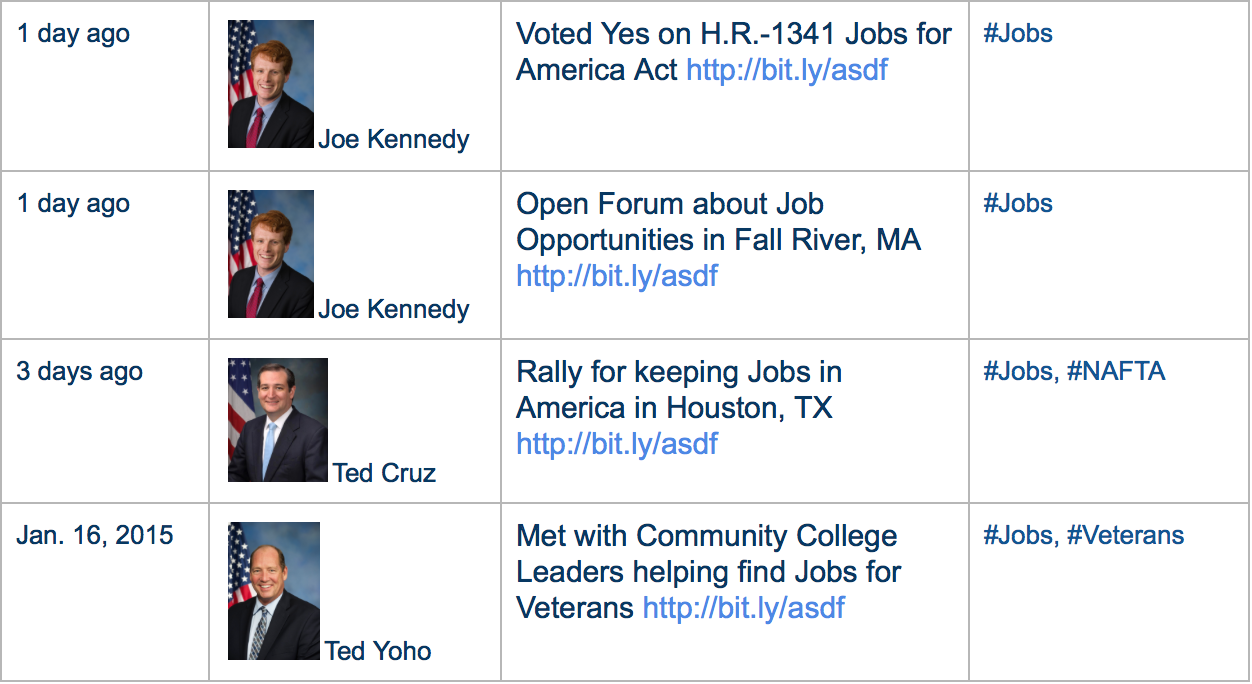 1 day ago
Joe Kennedy
Voted Yes on H.R.-1341 Jobs for
America Act http://bit.ly/asdf
#Jobs
1 day ago
Joe Kennedy
Open Forum about Job
Opportunities in Fall River, MA
http://bit.ly/asdf
#Jobs
3 days ago
Ted Cruz
Rally for keeping Jobs in
America in Houston, TX
http://bit.ly/asdf
#Jobs, #NAFTA
Jan. 16, 2015
Ted Yoho
Met with Community College
Leaders helping find Jobs for
Veterans http://bit.ly/asdf
#Jobs, #Veterans